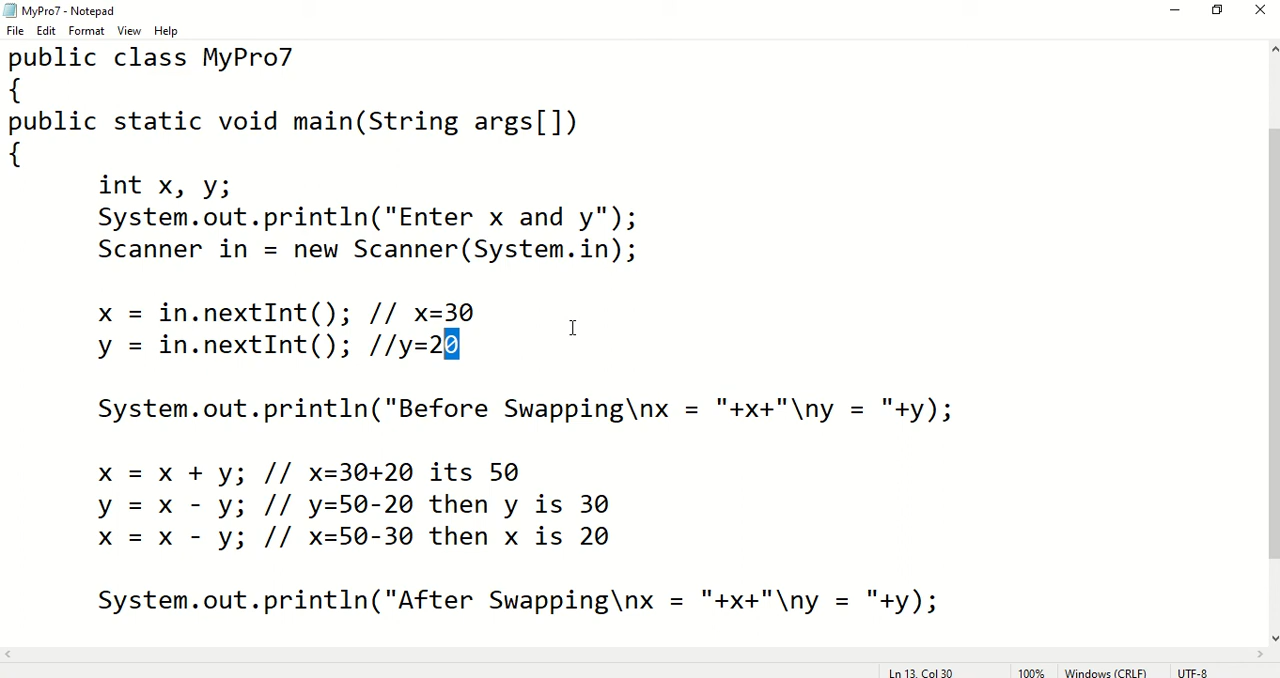 MyPro7 - Notepad
File Edit Format View Help
public class MyPro7
{
public static void main(String args[])
{
int x, y;
System.out.println("Enter x and y");
Scanner in = new Scanner(System.in);
x = in.nextInt(); // x=30
y = in.nextInt(); //y=20
System.out.println("Before Swapping\nx = "+x+"\ny = "+y);
x = x + y; // x=30+20 its 50
y = x - y; // y=50-20 then y is 30
x = x - y; // x=50-30 then x is 20
System.out.println("After Swapping\nx = "+x+"\ny = "+y);
Ln 13, Col 30 100% Windows (CRLF) UTF-8